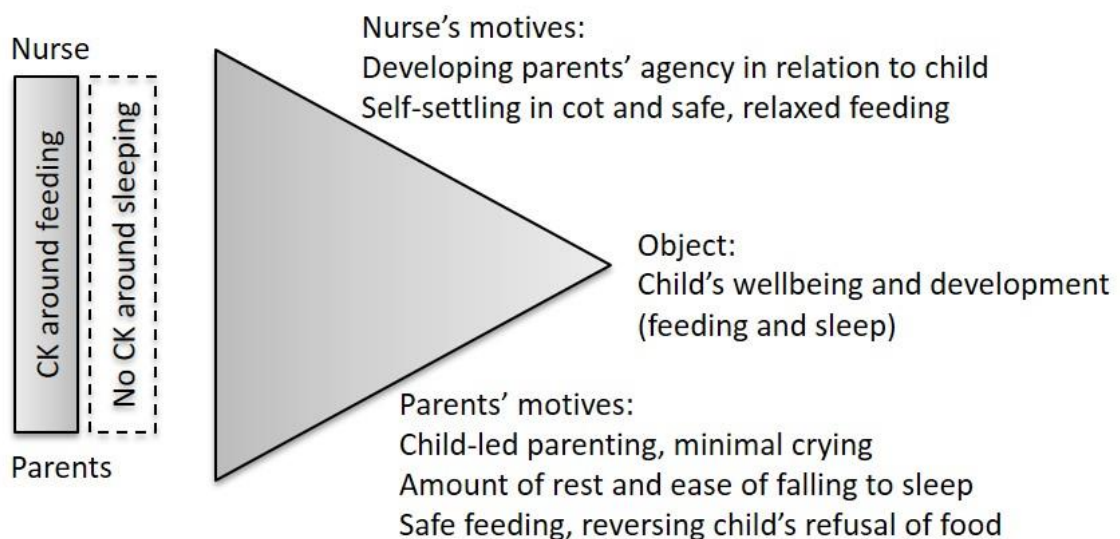 Nurse
CK around feeding
No CK around sleeping
Parents
Nurse’s motives:
Developing parents’ agency in relation to child
Self-settling in cot and safe, relaxed feeding
Object:
Child’s wellbeing and development
(feeding and sleep)
Parents’ motives:
Child-led parenting, minimal crying
Amount of rest and ease of falling to sleep
Safe feeding, reversing child’s refusal of food